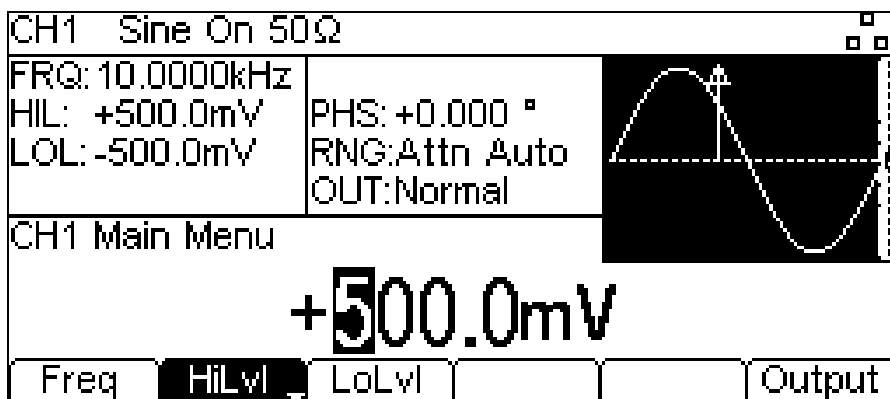 CH1 Sine On 50Ω
FRQ: 10.0000kHz
HIL: +500.0mV
LOL: -500.0mV
PHS: +0.000 °
RNG:Attn Auto
OUT:Normal
CH1 Main Menu
+500.0mV
Freq HiLvl LoLvl Output